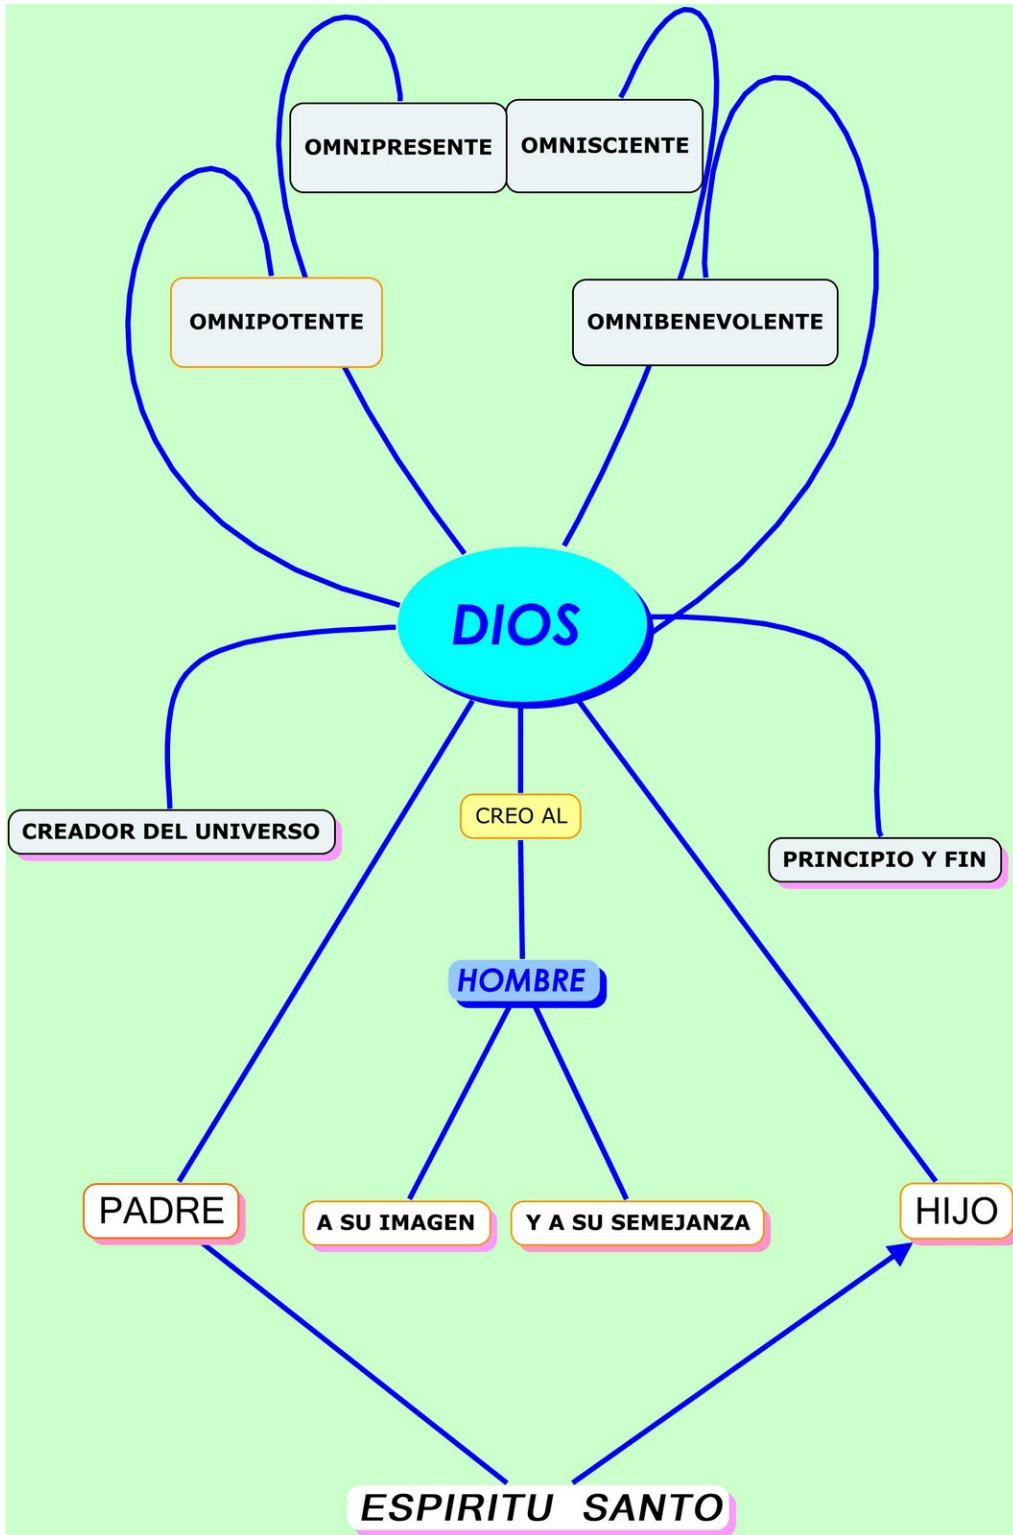 OMNIPRESENTE
OMNISCIENTE
OMNIPOTENTE
OMNIBENEVOLENTE
DIOS
CREO AL
CREADOR DEL UNIVERSO
PRINCIPIO Y FIN
HOMBRE
PADRE
A SU IMAGEN
Y A SU SEMEJANZA
HIJO
ESPIRITU SANTO